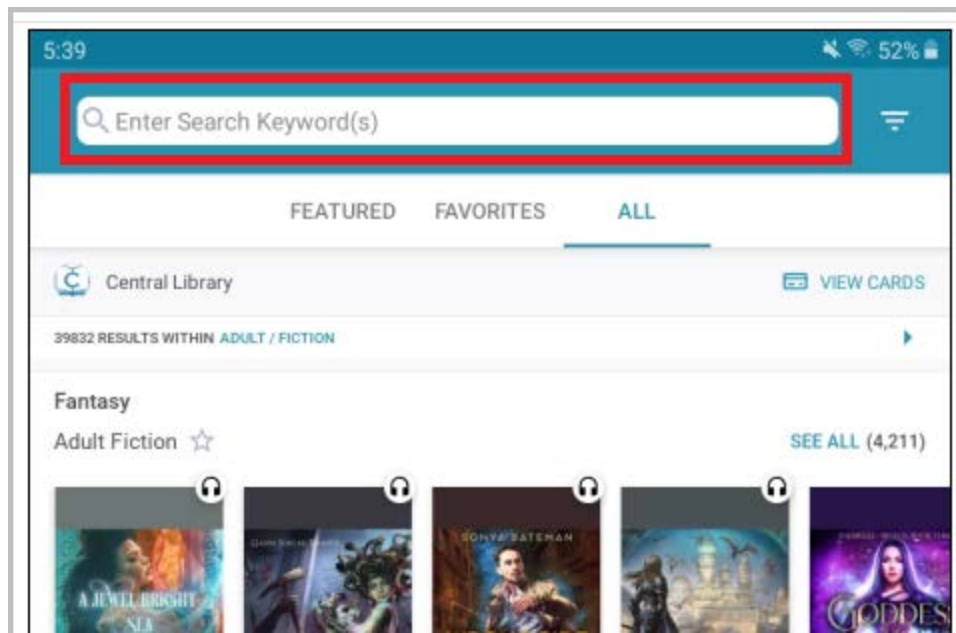 5:39
52%
Enter Search Keyword(s)
FEATURED FAVORITES ALL
Central Library
VIEW CARDS
39832 RESULTS WITHIN ADULT / FICTION
Fantasy
Adult Fiction
SEE ALL (4,211)
SONYA BATEMAN
A JEWEL BRIGHT
SEA
GODDES